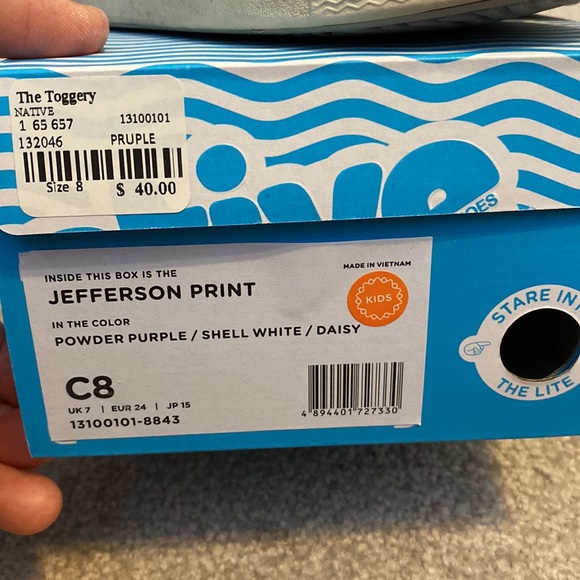 The Toggery
NATIVE
1 65 657 13100101
132046 PRUPLE
Size 8 $ 40.00
ive
OES
INSIDE THIS BOX IS THE
JEFFERSON PRINT
MADE IN VIETNAM
KIDS
IN THE COLOR
POWDER PURPLE / SHELL WHITE / DAISY
C8
UK 7 | EUR 24 | JP 15
13100101-8843
4 894401 727330
STARE IN
THE LITE